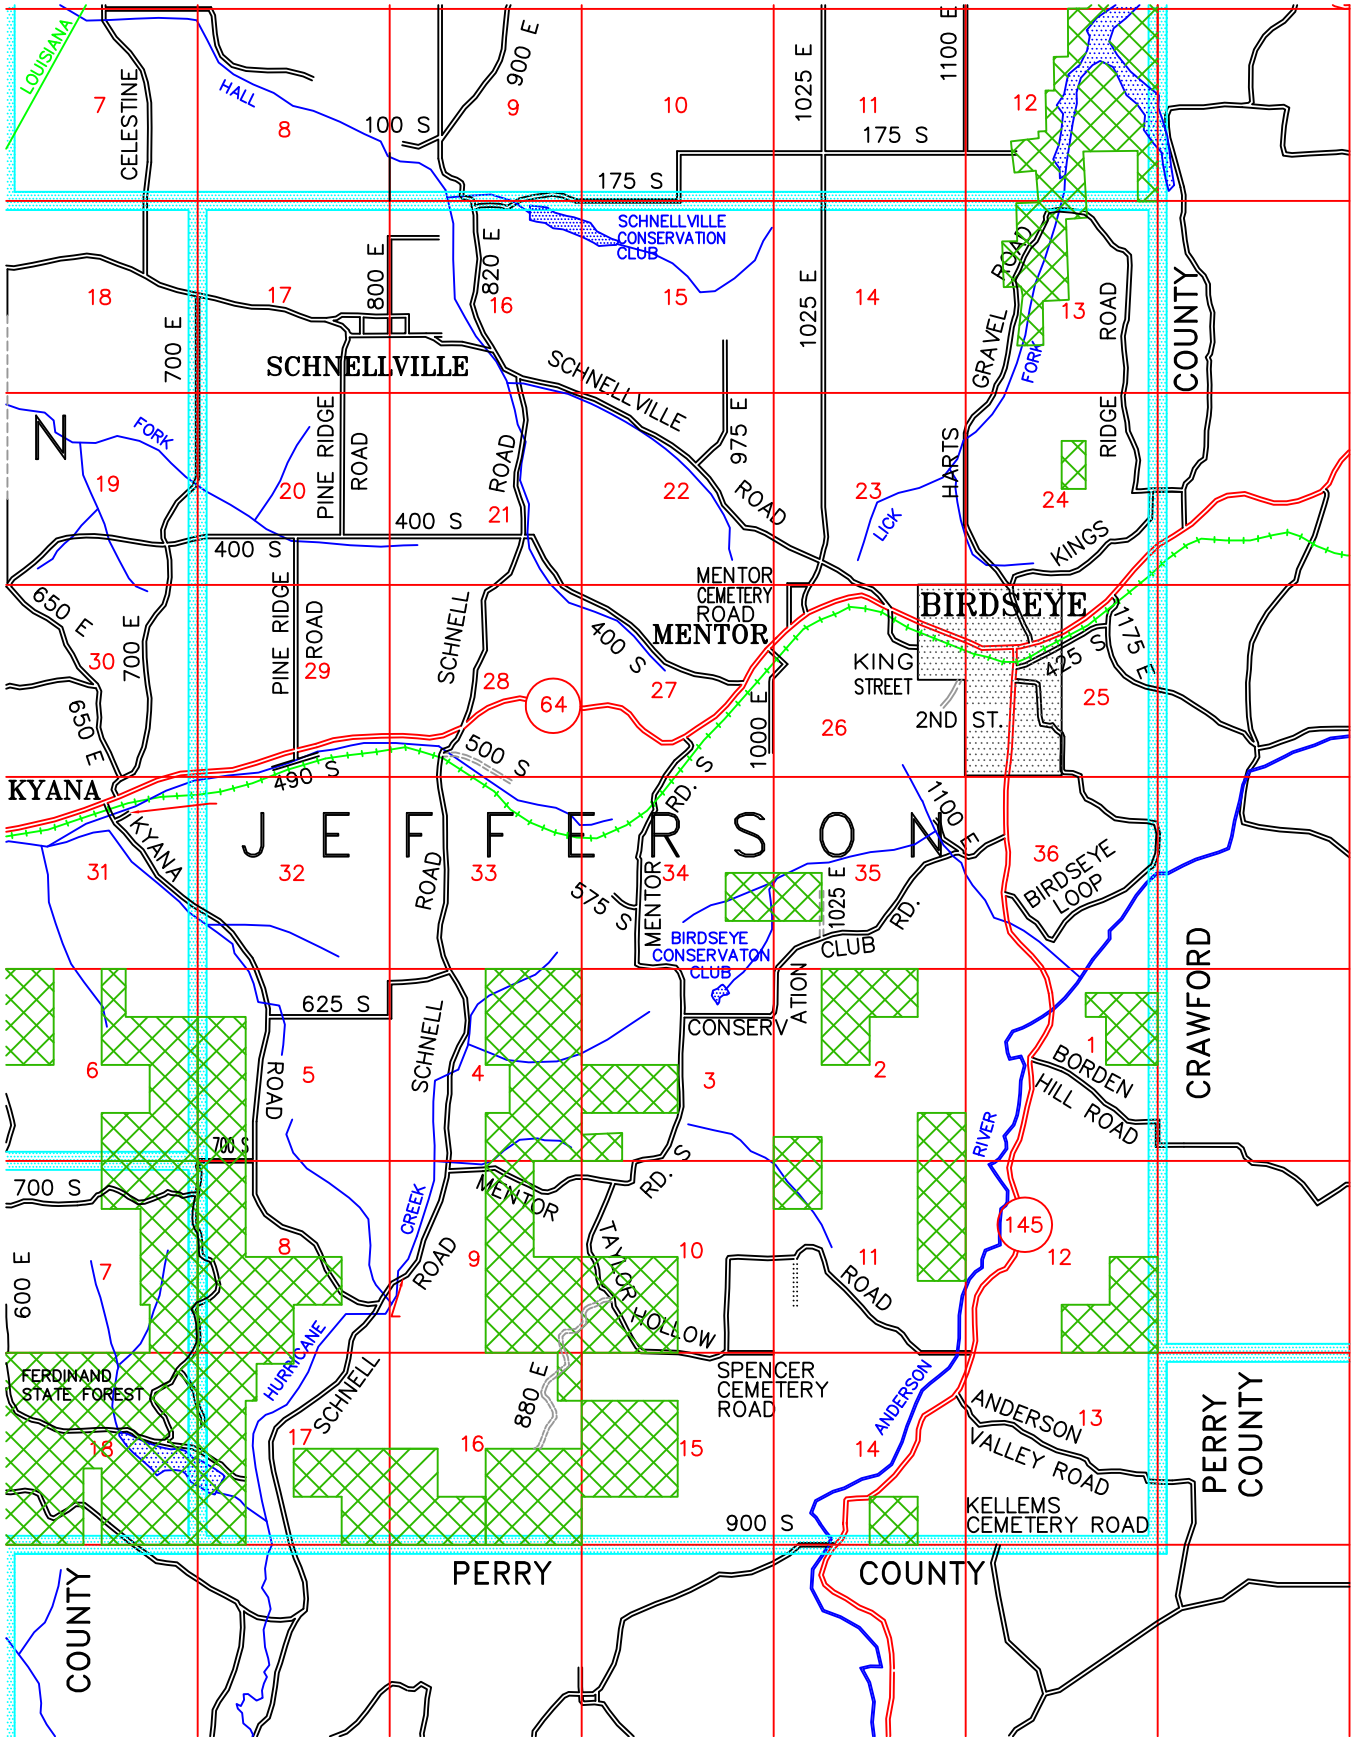 LOUISIANA
7
CELESTINE
HALL
8
100 S
900 E
9
10
1025 E
11
175 S
1100 E
12
175 S
SCHNELLVILLE
CONSERVATION
CLUB
18
700 E
17
800 E
820 E
16
15
1025 E
14
GRAVEL
ROAD
FORK
13
ROAD
RIDGE
COUNTY
SCHNELLVILLE
SCHNELLVILLE
ROAD
N
FORK
19
20
PINE RIDGE
ROAD
ROAD
21
22
975 E
23
LICK
HARTS
24
KINGS
400 S
400 S
650 E
30
700 E
650 E
PINE RIDGE
ROAD
29
SCHNELL
28
64
400 S
27
MENTOR
CEMETERY
ROAD
MENTOR
1000 E
BIRDSEYE
KING
STREET
2ND ST.
425 S
1175 E
25
26
KYANA
490 S
500 S
RD. S
JEFFERSON
1100 E
31
KYANA
32
ROAD
33
575 S
MENTOR
34
1025 E
35
36
BIRDSEYE
LOOP
BIRDSEYE
CONSERVATON
CLUB
CLUB
RD.
ATION
CONSERV
CRAWFORD
625 S
6
ROAD
5
SCHNELL
4
3
2
1
BORDEN
HILL ROAD
RIVER
700 S
700 S
MENTOR
RD. S
600 E
7
8
CREEK
ROAD
9
TAYLOR
HOLLOW
10
11
ROAD
145
12
FERDINAND
STATE FOREST
HURRICANE
SCHNELL
880 E
SPENCER
CEMETERY
ROAD
ANDERSON
ANDERSON
VALLEY ROAD
13
PERRY
COUNTY
18
17
16
15
14
900 S
KELLEMS
CEMETERY ROAD
PERRY
COUNTY
COUNTY